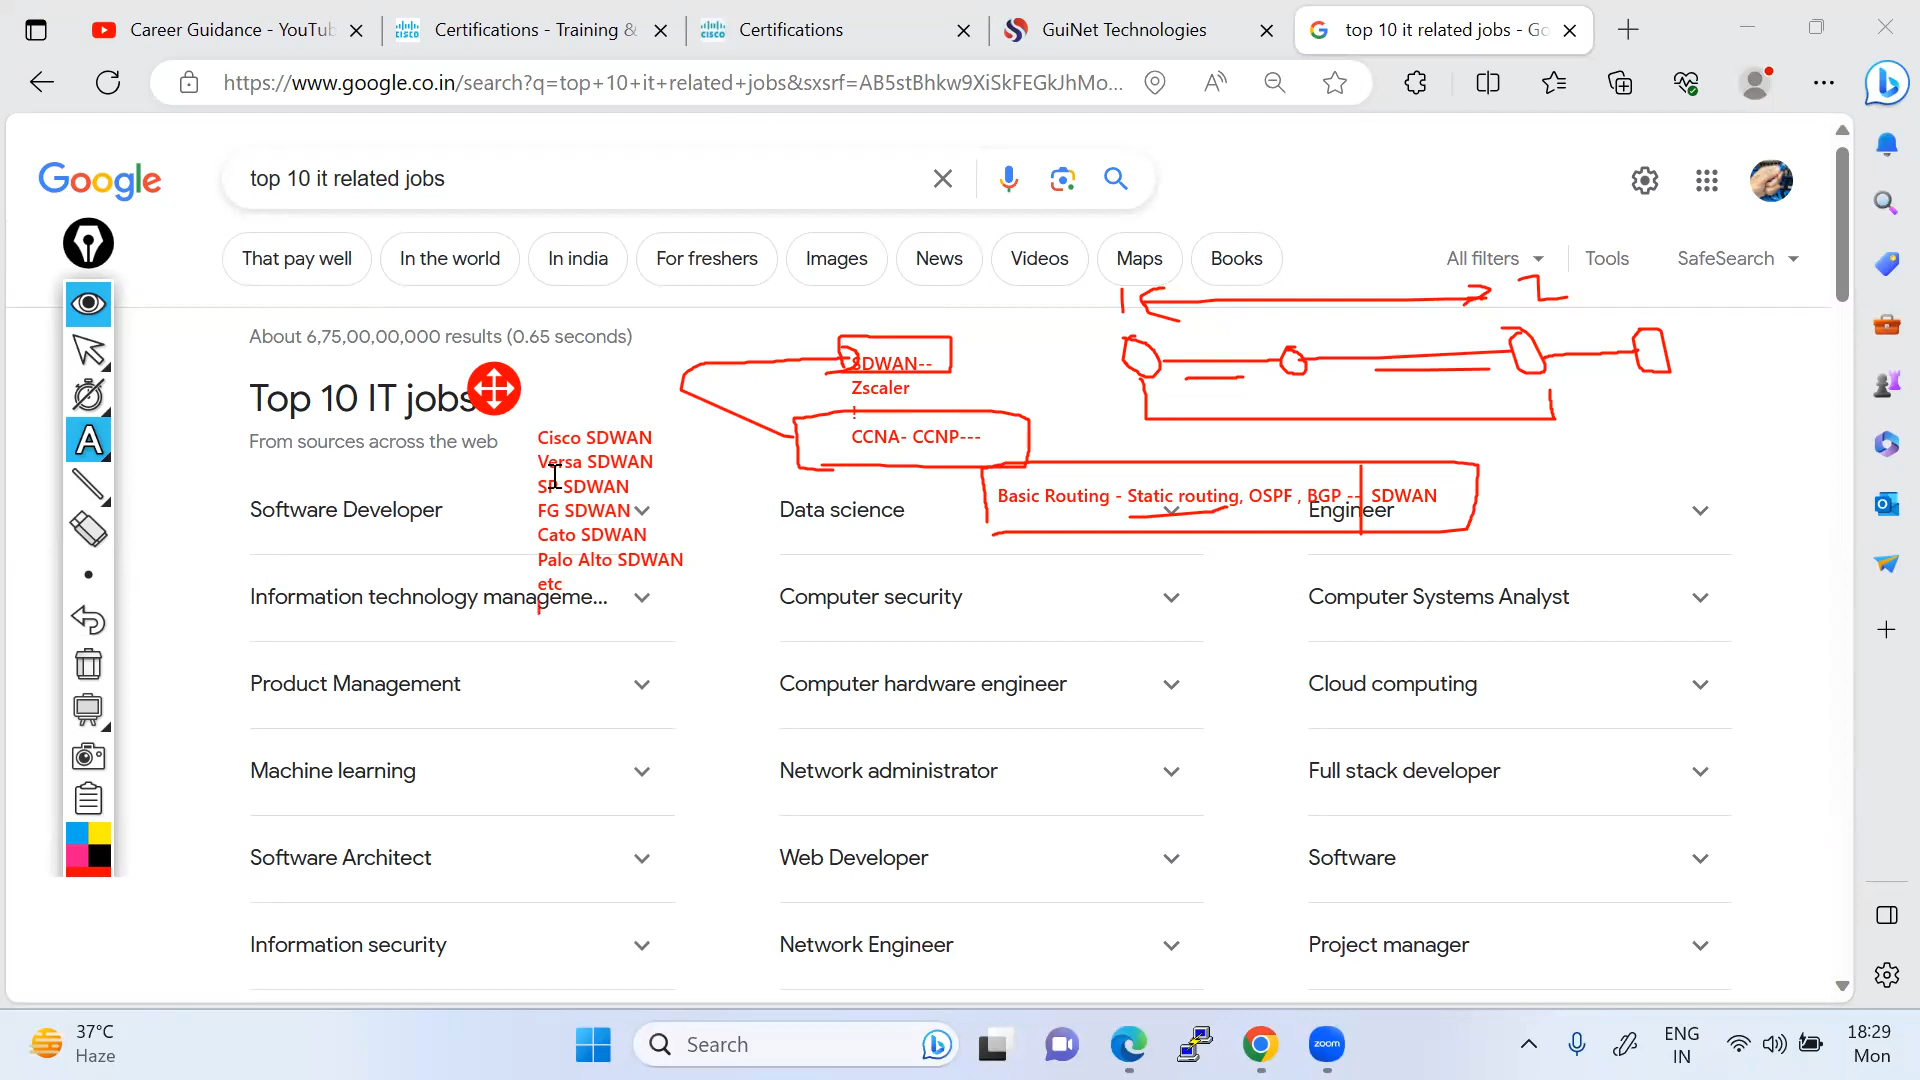 Career Guidance - YouTub
Certifications - Training &
Certifications
GuiNet Technologies
top 10 it related jobs - Go
https://www.google.co.in/search?q=top+10+it+related+jobs&sxsrf=AB5stBhkw9XiSkFEGkJhMo...
Google
top 10 it related jobs
That pay well
In the world
In india
For freshers
Images
News
Videos
Maps
Books
All filters
Tools
SafeSearch
1
2
About 6,75,00,00,000 results (0.65 seconds)
SDWAN--
Zscaler
!
CCNA- CCNP---
Top 10 IT jobs
From sources across the web
Cisco SDWAN
Versa SDWAN
SP SDWAN
FG SDWAN
Cato SDWAN
Palo Alto SDWAN
etc
Basic Routing - Static routing, OSPF , BGP -- SDWAN
Software Developer
Data science
Engineer
Information technology manageme...
Computer security
Computer Systems Analyst
Product Management
Computer hardware engineer
Cloud computing
Machine learning
Network administrator
Full stack developer
Software Architect
Web Developer
Software
Information security
Network Engineer
Project manager
37°C
Haze
Search
zoom
ENG
IN
18:29
Mon